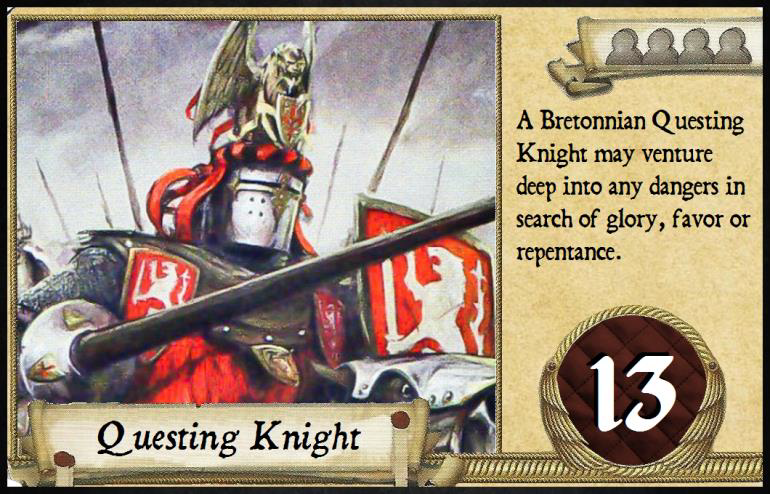 A Bretonnian Questing
Knight may venture
deep into any dangers in
search of glory, favor or
repentance.
13
Questing Knight